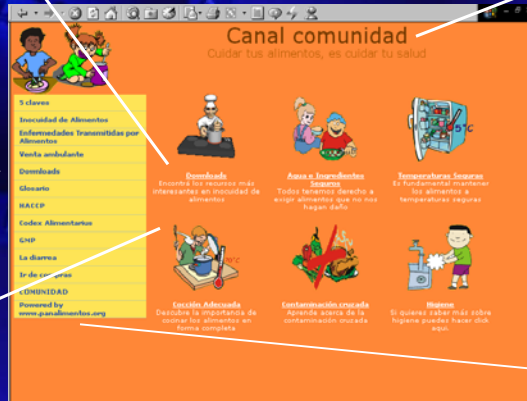 Canal comunidad
Cuidar tus alimentos, es cuidar tu salud
5 claves
Inocuidad de Alimentos
Enfermedades Transmitidas por
Alimentos
Venta ambulante
Downloads
Glosario
HACCP
Codex Alimentarius
GMP
La diarrea
Ir de compras
COMUNIDAD
Powered by
www.panalimentos.org
Downloads
Encontrá los recursos más
interesantes en inocuidad de
alimentos
Agua e Ingredientes
Seguros
Todos tenemos derecho a
exigir alimentos que no nos
hagan daño
5°C
Temperaturas Seguras
Es fundamental mantener
los alimentos a
temperaturas seguras
70°C
Cocción Adecuada
Descubre la importancia de
cocinar los alimentos en
forma completa
Contaminación cruzada
Aprende acerca de la
contaminación cruzada
Higiene
Si quieres saber más sobre
higiene puedes hacer click
aquí.